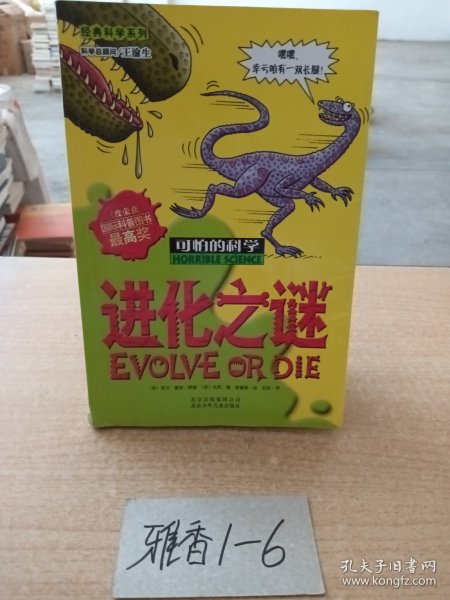 经典科学系列
科学总顾问/王渝生
嘿嘿,
幸亏咱有一双长腿!
三度荣获
国际科普图书
最高奖
可怕的科学
HORRIBLE SCIENCE
进化之谜
EVOLVE OR DIE
北京出版集团公司
北京少年儿童出版社
雅香1-6
孔夫子旧书网
www.kongfz.com